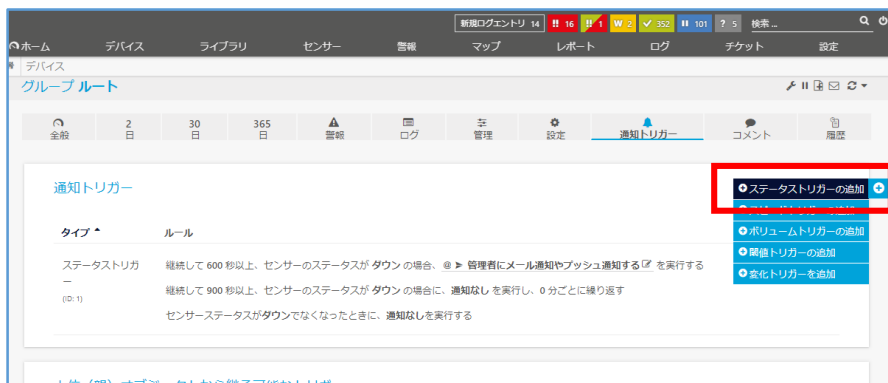 新規ログエントリ 14 !! 16 !! 1 W 2 352 101 ? 5 検索...
ホーム デバイス ライブラリ センサー 警報 マップ レポート ログ チケット 設定
デバイス
グループ ルート
全般 2日 30日 365日 警報 ログ 管理 設定 通知トリガー コメント 履歴
通知トリガー
ステータストリガーの追加
ボリュームトリガーの追加
閾値トリガーの追加
変化トリガーを追加
タイプ ルール
ステータストリガー
(ID: 1)
継続して 600 秒以上、センサーのステータスが ダウン の場合、@ ➤ 管理者にメール通知やプッシュ通知する を実行する
継続して 900 秒以上、センサーのステータスが ダウン の場合に、通知なし を実行し、0 分ごとに繰り返す
センサーステータスがダウンでなくなったときに、通知なしを実行する